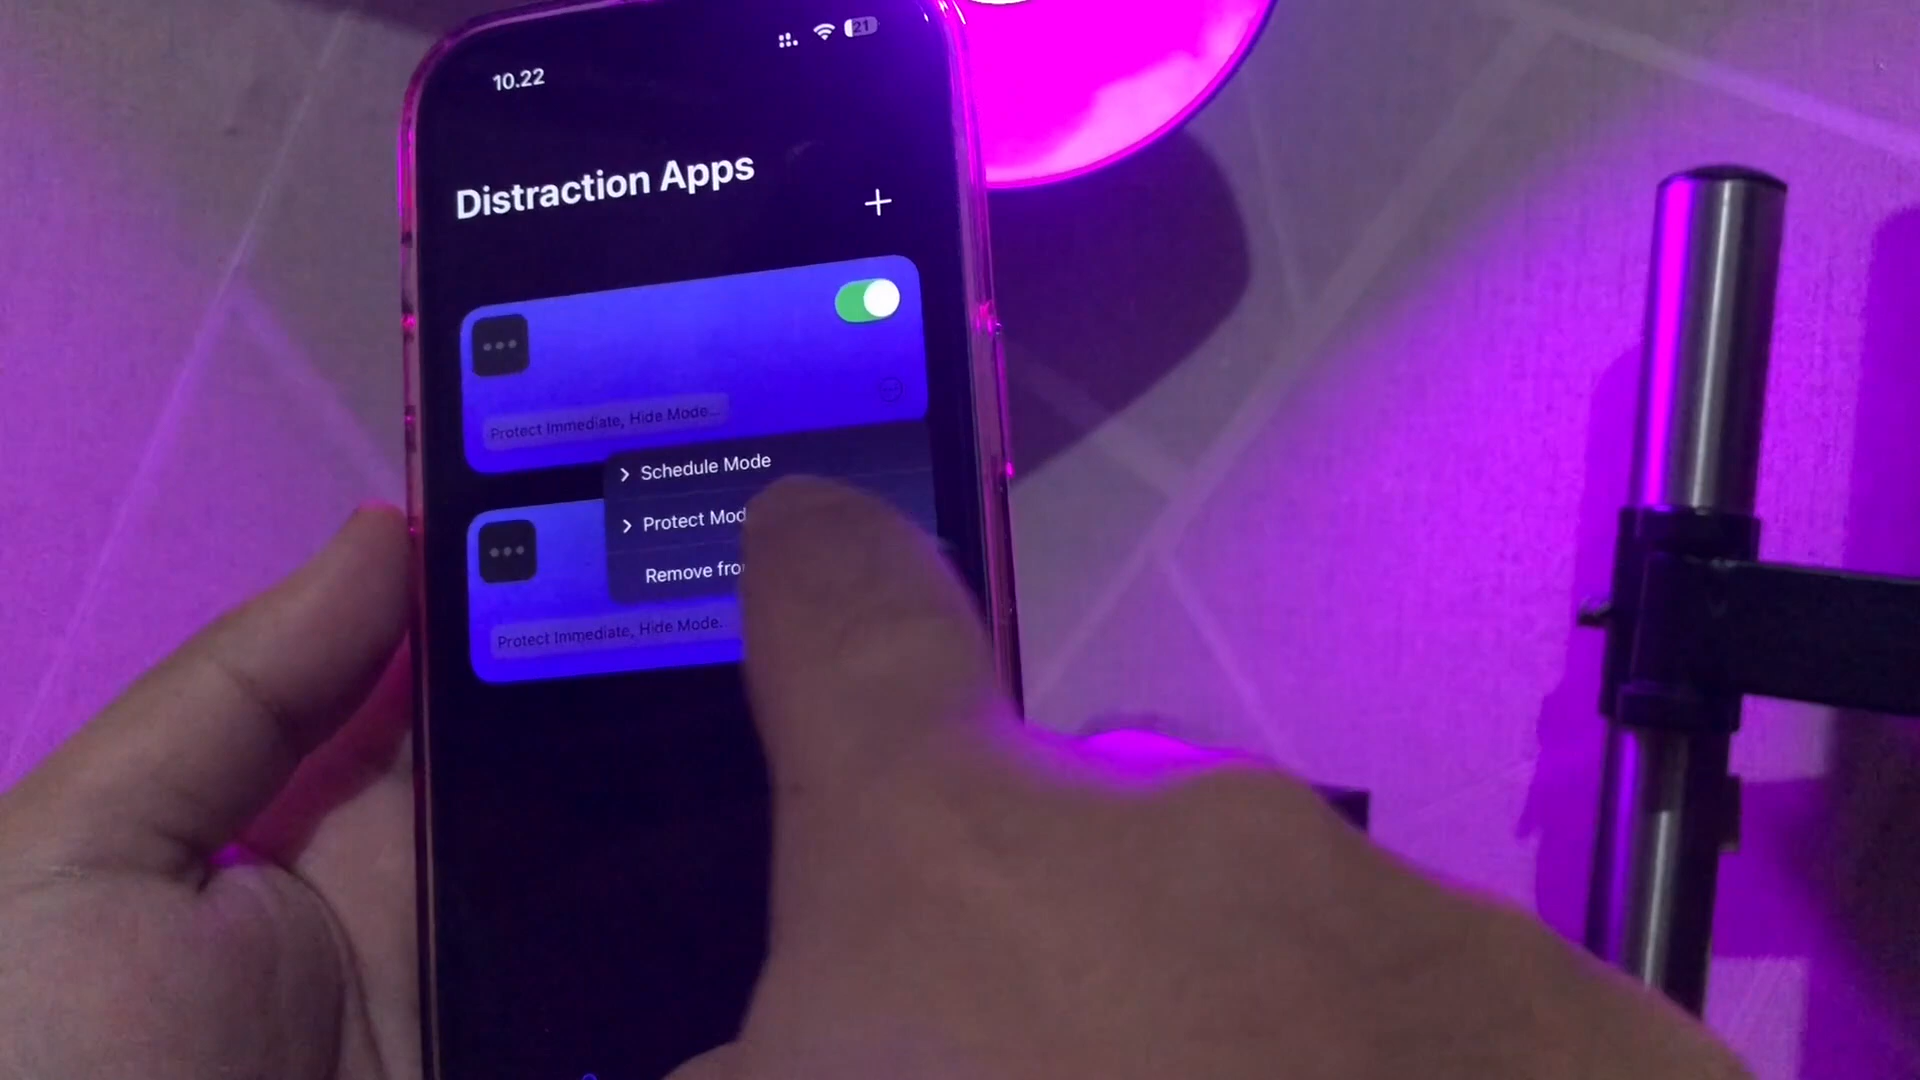 10.22
21
Distraction Apps
+
Protect Immediate, Hide Mode...
Schedule Mode
Protect Mod
Remove fro
Protect Immediate, Hide Mode...